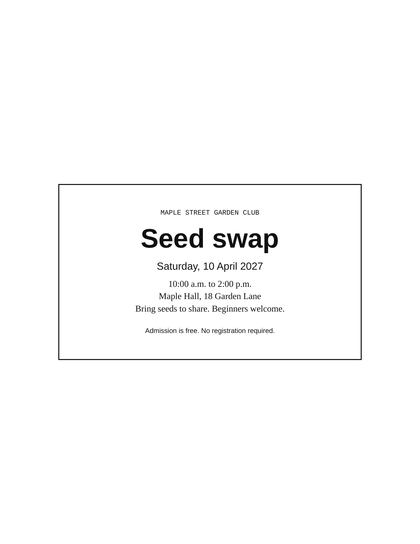 MAPLE STREET GARDEN CLUB
Seed swap
Saturday, 10 April 2027
10:00 a.m. to 2:00 p.m.
Maple Hall, 18 Garden Lane
Bring seeds to share. Beginners welcome.
Admission is free. No registration required.